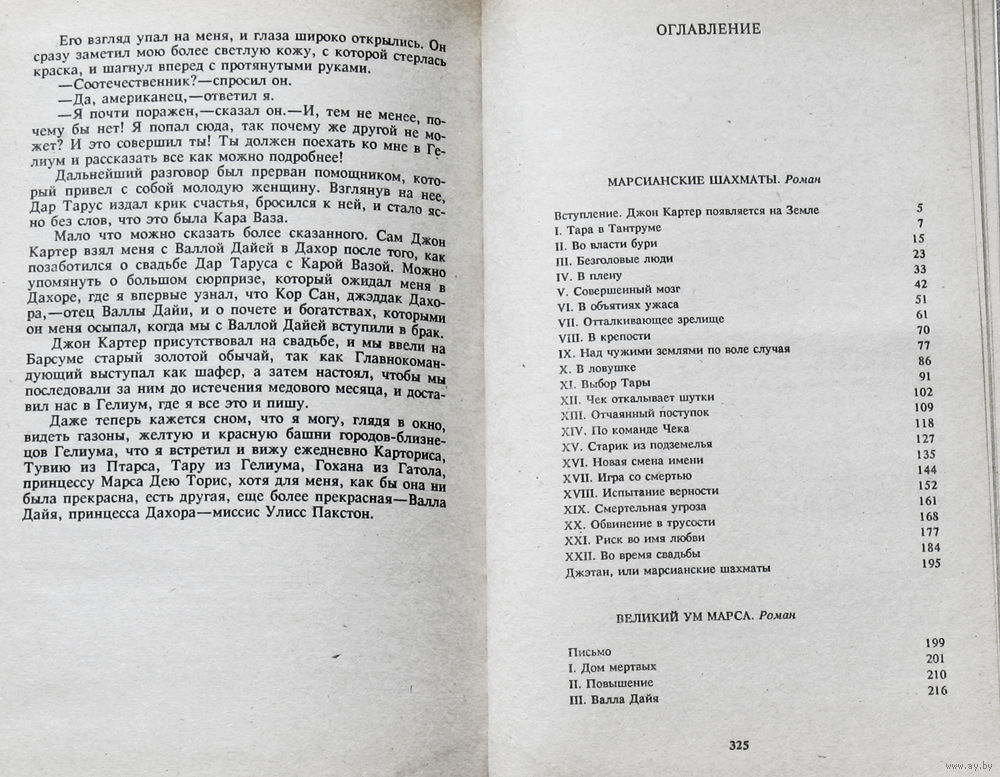 Его взгляд упал на меня, и глаза широко открылись. Он
сразу заметил мою более светлую кожу, с которой стерлась
краска, и шагнул вперед с протянутыми руками.
—Соотечественник?—спросил он.
—Да, американец,—ответил я.
—Я почти поражен,—сказал он.—И, тем не менее, по-
чему бы нет! Я попал сюда, так почему же другой не мо-
жет? И это совершил ты! Ты должен поехать ко мне в Ге-
лиум и рассказать все как можно подробнее!
Дальнейший разговор был прерван помощником, кото-
рый привел с собой молодую женщину. Взглянув на нее,
Дар Тарус издал крик счастья, бросился к ней, и стало яс-
но без слов, что это была Кара Ваза.
Мало что можно сказать более сказанного. Сам Джон
Картер взял меня с Валлой Дайей в Дахор после того, как
позаботился о свадьбе Дар Таруса с Карой Вазой. Можно
упомянуть о большом сюрпризе, который ожидал меня в
Дахоре, где я впервые узнал, что Кор Сан, джэддак Дахо-
ра,—отец Валлы Дайи, и о почете и богатствах, которыми
он меня осыпал, когда мы с Валлой Дайей вступили в брак.
Джон Картер присутствовал на свадьбе, и мы ввели на
Барсуме старый золотой обычай, так как Главнокоман-
дующий выступал как шафер, а затем настоял, чтобы мы
последовали за ним до истечения медового месяца, и доста-
вил нас в Гелиум, где я все это и пишу.
Даже теперь кажется сном, что я могу, глядя в окно,
видеть газоны, желтую и красную башни городов-близне-
цов Гелиума, что я встретил и вижу ежедневно Карториса,
Тувию из Птарса, Тару из Гелиума, Гохана из Гатола,
принцессу Марса Дею Торис, хотя для меня, как бы она ни
была прекрасна, есть другая, еще более прекрасная—Валла
Дайя, принцесса Дахора—миссис Улисс Пакстон.
ОГЛАВЛЕНИЕ
МАРСИАНСКИЕ ШАХМАТЫ. Роман
Вступление. Джон Картер появляется на Земле 5
I. Тара в Тантруме 7
II. Во власти бури 15
III. Безголовые люди 23
IV. В плену 33
V. Совершенный мозг 42
VI. В объятиях ужаса 51
VII. Отталкивающее зрелище 61
VIII. В крепости 70
IX. Над чужими землями по воле случая 77
X. В ловушке 86
XI. Выбор Тары 91
XII. Чек откалывает шутки 102
XIII. Отчаянный поступок 109
XIV. По команде Чека 118
XV. Старик из подземелья 127
XVI. Новая смена имени 135
XVII. Игра со смертью 144
XVIII. Испытание верности 152
XIX. Смертельная угроза 161
XX. Обвинение в трусости 168
XXI. Риск во имя любви 177
XXII. Во время свадьбы 184
Джэтан, или марсианские шахматы 195
ВЕЛИКИЙ УМ МАРСА. Роман
Письмо 199
I. Дом мертвых 201
II. Повышение 210
III. Валла Дайя 216
325
www.ay.by